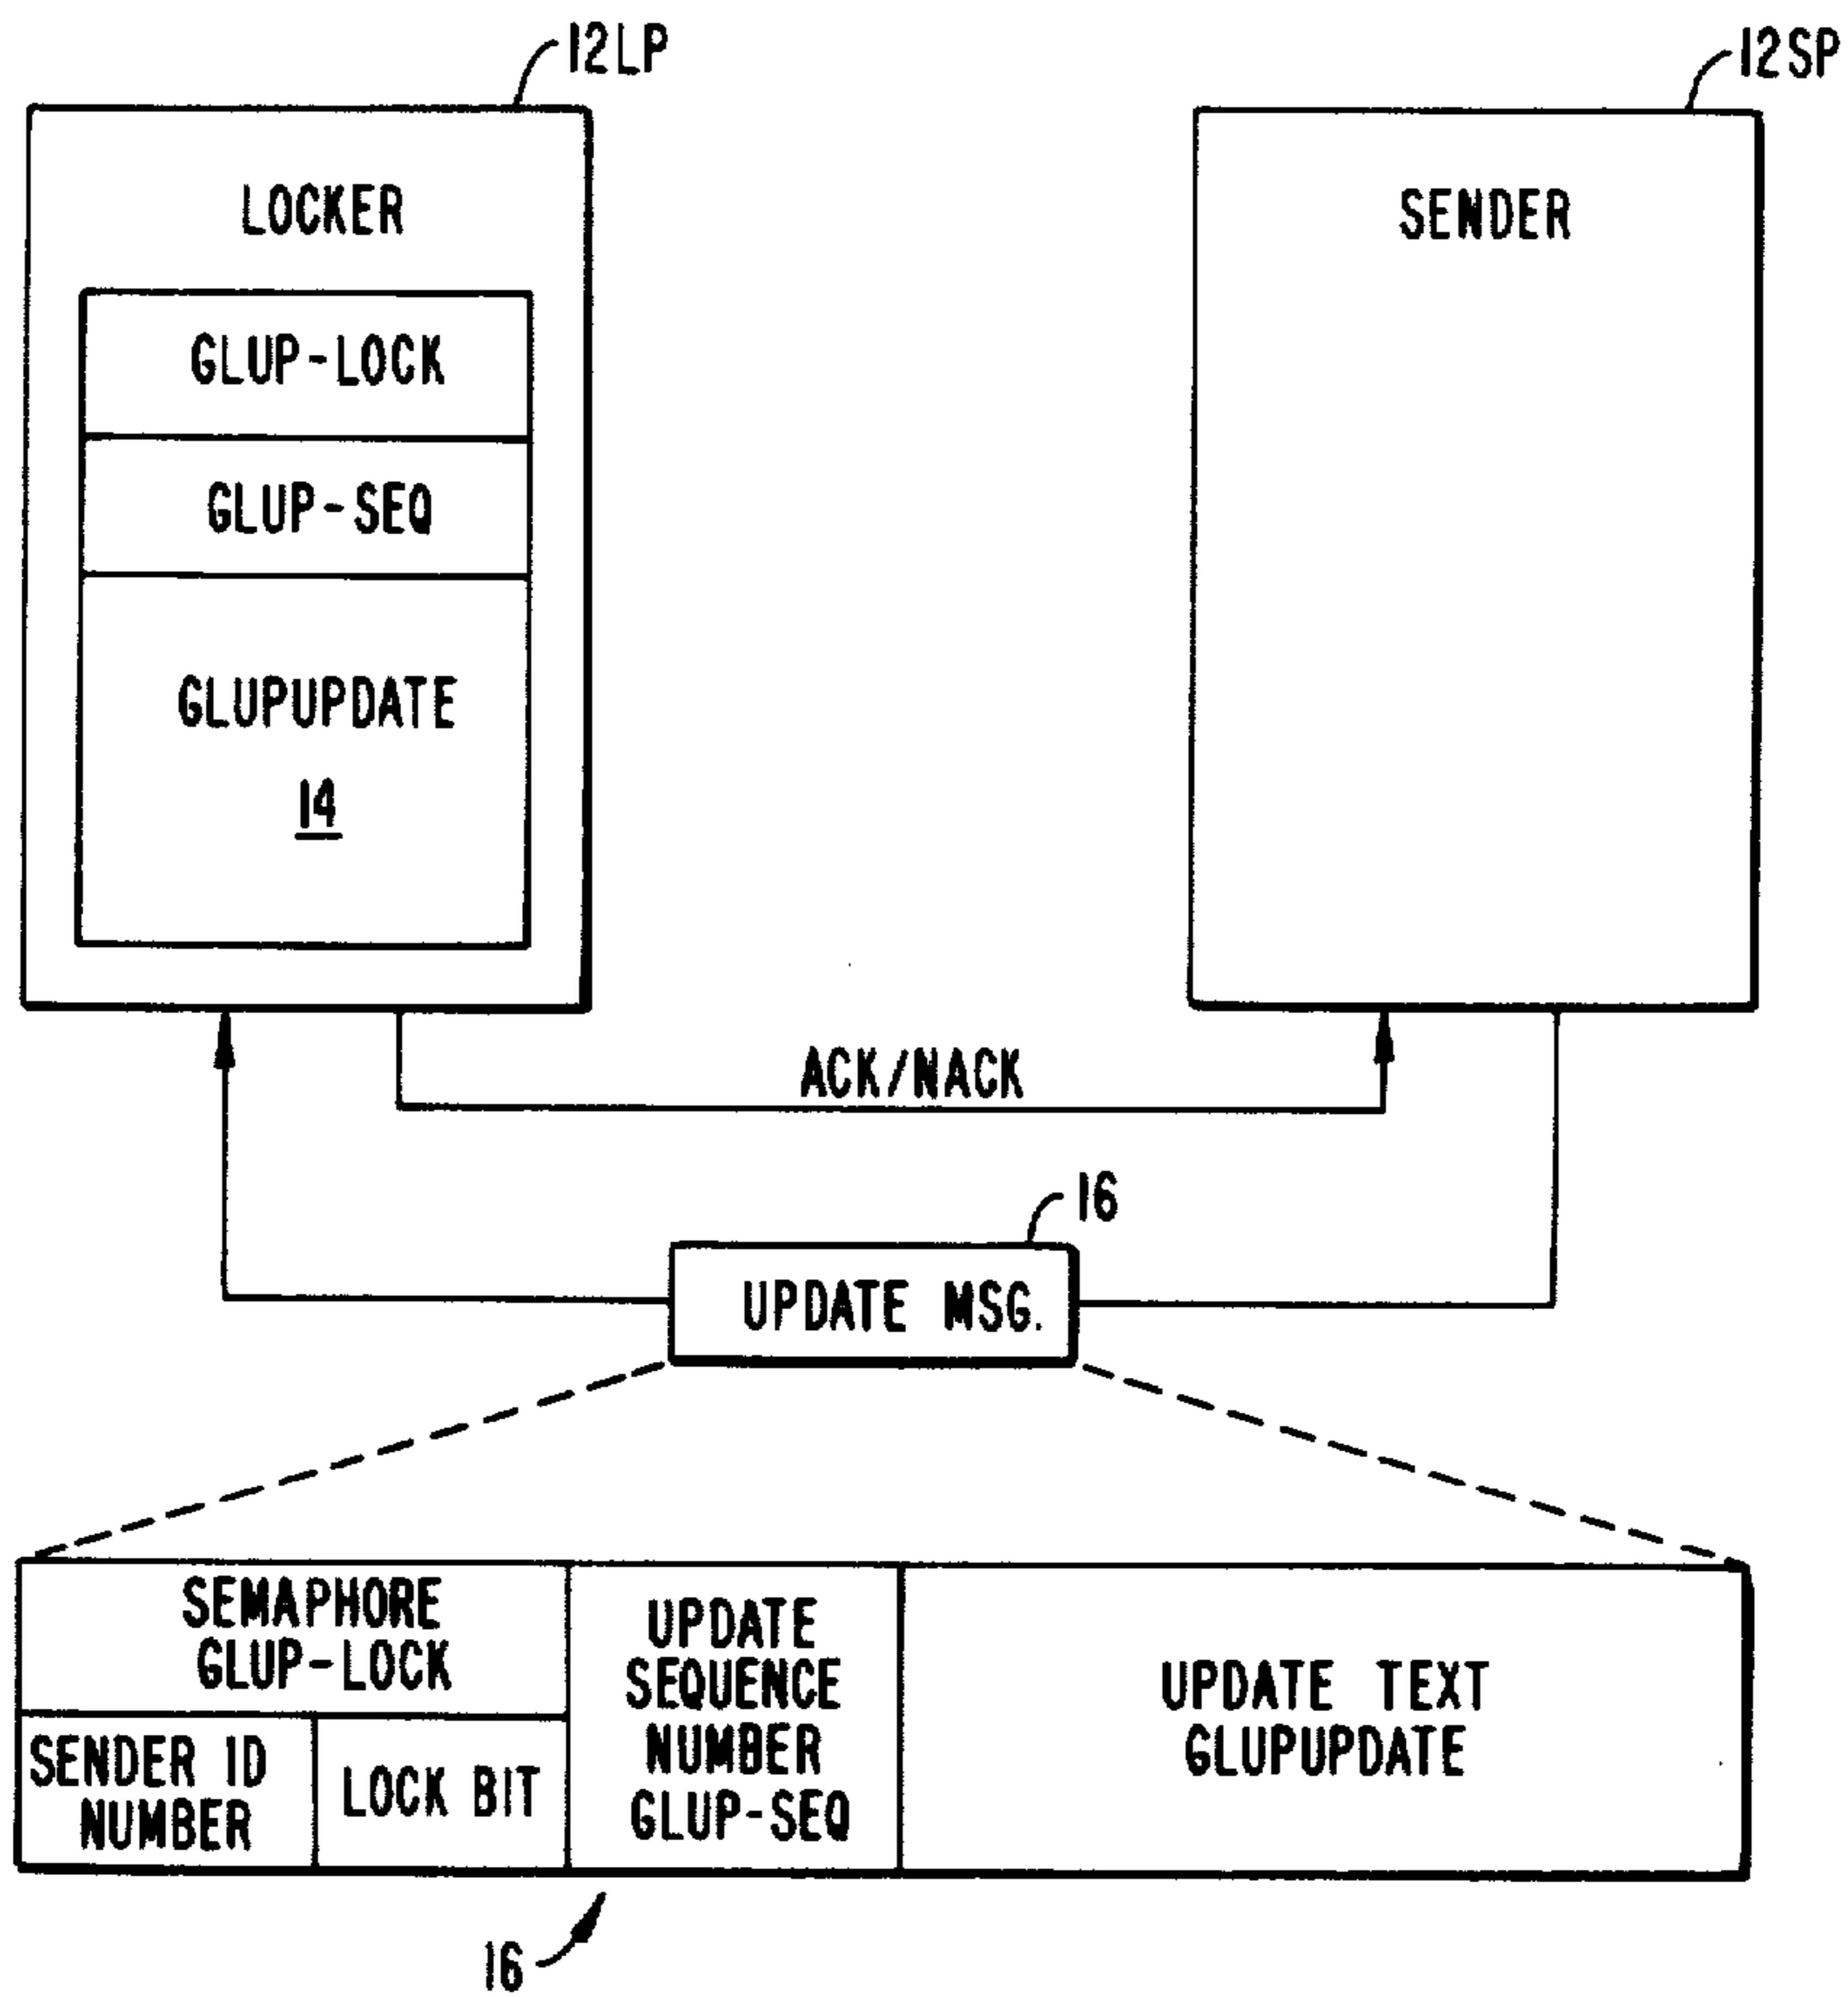 12LP
12SP
LOCKER
SENDER
GLUP-LOCK
GLUP-SEQ
GLUPUPDATE
14
ACK/NACK
16
UPDATE MSG.
SEMAPHORE
GLUP-LOCK
SENDER ID
NUMBER
LOCK BIT
UPDATE
SEQUENCE
NUMBER
GLUP-SEQ
UPDATE TEXT
GLUPUPDATE
16